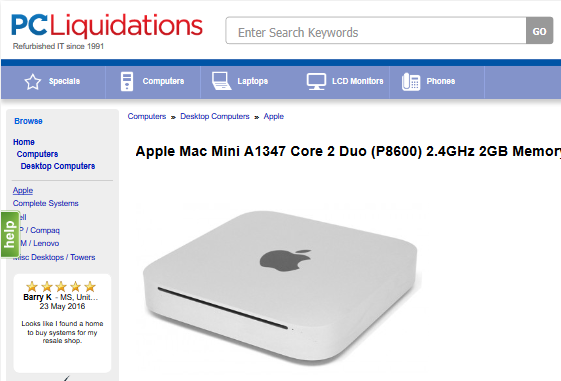 PCLiquidations
Refurbished IT since 1991
Enter Search Keywords
GO
Specials
Computers
Laptops
LCD Monitors
Phones
Browse
Home
Computers
Desktop Computers
Apple
Complete Systems
ell
P / Compaq
M / Lenovo
isc Desktops / Towers
help
Barry K - MS, Unit...
23 May 2016
Looks like I found a home
to buy systems for my
resale shop.
Computers » Desktop Computers » Apple
Apple Mac Mini A1347 Core 2 Duo (P8600) 2.4GHz 2GB Memory